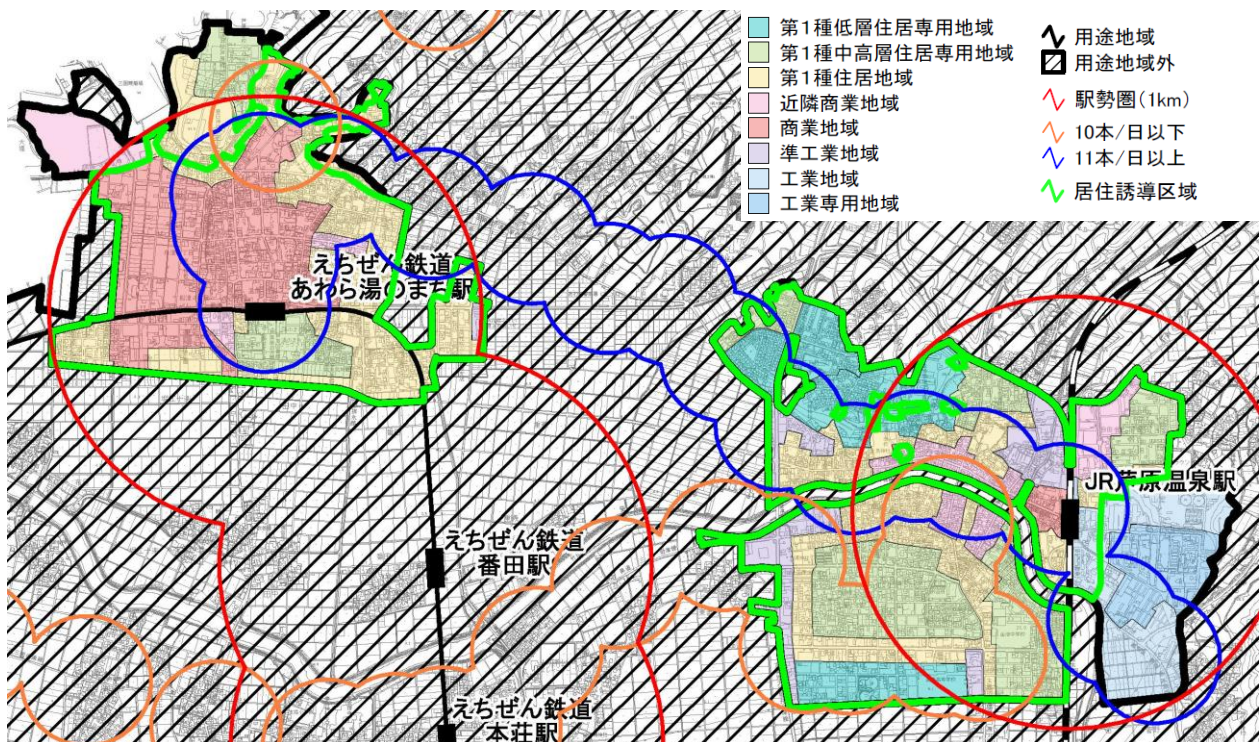 第1種低層住居専用地域
第1種中高層住居専用地域
第1種住居地域
近隣商業地域
商業地域
準工業地域
工業地域
工業専用地域
用途地域
用途地域外
駅勢圏(1km)
10本/日以下
11本/日以上
居住誘導区域
えちぜん鉄道
あわら湯のまち駅
JR芦原温泉駅
えちぜん鉄道
番田駅
えちぜん鉄道
本荘駅